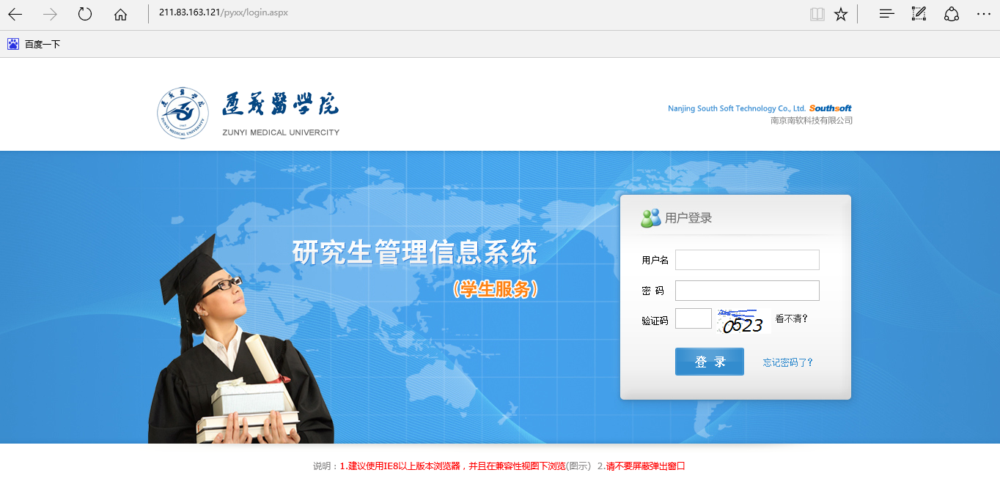 211.83.163.121/pyxx/login.aspx
百度一下
遵義醫學院
ZUNYI MEDICAL UNIVERCITY
Nanjing South Soft Technology Co., Ltd. Southsoft
南京南软科技有限公司
用户登录
研究生管理信息系统
（学生服务）
用户名
密 码
验证码 0523 看不清?
登 录 忘记密码了?
说明：1.建议使用IE8以上版本浏览器，并且在兼容性视图下浏览(图示) 2.请不要屏蔽弹出窗口